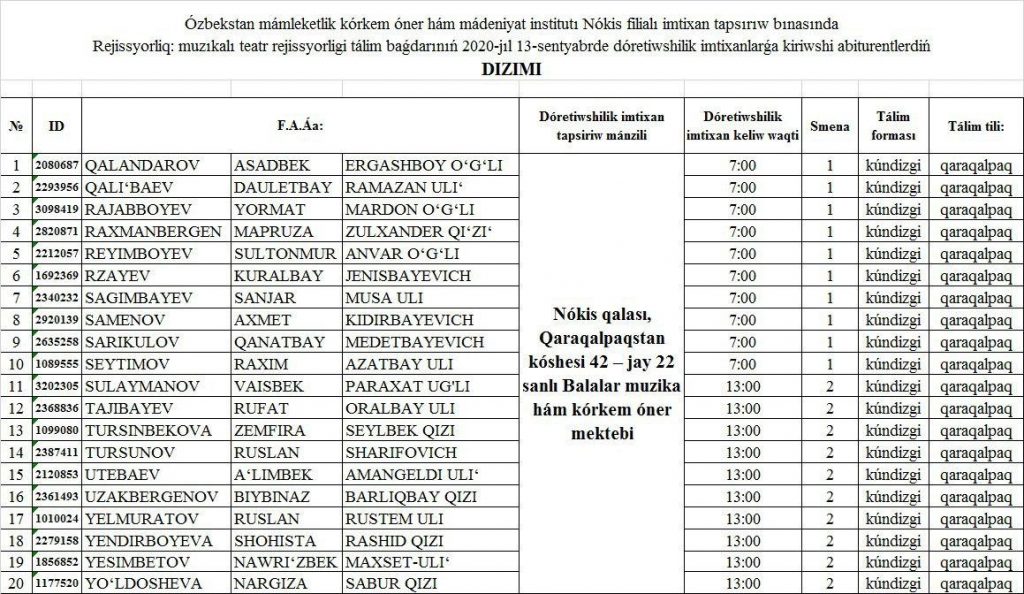 Ózbekstan mámleketlik kórkem óner hám mádeniyat institutı Nókis filialı imtixan tapsırıw bınasında
Rejissyorliq: muzıkalı teatr rejissyorligi tálim baǵdarınıń 2020-jıl 13-sentyabrde dóretiwshilik imtixanlarǵa kiriwshi abiturentlerdiń
DIZIMI
№ ID F.A.Áa: Dóretiwshilik imtixan tapsiriw mánzili Dóretiwshilik imtixan keliw waqti Smena Tálim forması Tálim tili:
1 2080687 QALANDAROV ASADBEK ERGASHBOY O‘G‘LI 7:00 1 kúndizgi qaraqalpaq
2 2293956 QALI‘BAEV DAULETBAY RAMAZAN ULI‘ 7:00 1 kúndizgi qaraqalpaq
3 3098419 RAJABBOYEV YORMAT MARDON O‘G‘LI 7:00 1 kúndizgi qaraqalpaq
4 2820871 RAXMANBERGEN MAPRUZA ZULXANDER QI‘ZI‘ 7:00 1 kúndizgi qaraqalpaq
5 2212057 REYIMBOYEV SULTONMUR ANVAR O‘G‘LI 7:00 1 kúndizgi qaraqalpaq
6 1692369 RZAYEV KURALBAY JENISBAYEVICH 7:00 1 kúndizgi qaraqalpaq
7 2340232 SAGIMBAYEV SANJAR MUSA ULI 7:00 1 kúndizgi qaraqalpaq
8 2920139 SAMENOV AXMET KIDIRBAYEVICH 7:00 1 kúndizgi qaraqalpaq
9 2635258 SARIKULOV QANATBAY MEDETBAYEVICH 7:00 1 kúndizgi qaraqalpaq
10 1089555 SEYTIMOV RAXIM AZATBAY ULI 7:00 1 kúndizgi qaraqalpaq
11 3202305 SULAYMANOV VAISBEK PARAXAT UG'LI 13:00 2 kúndizgi qaraqalpaq
12 2368836 TAJIBAYEV RUFAT ORALBAY ULI 13:00 2 kúndizgi qaraqalpaq
13 1099080 TURSINBEKOVA ZEMFIRA SEYLBEK QIZI 13:00 2 kúndizgi qaraqalpaq
14 2387411 TURSUNOV RUSLAN SHARIFOVICH 13:00 2 kúndizgi qaraqalpaq
15 2120853 UTEBAEV A‘LIMBEK AMANGELDI ULI‘ 13:00 2 kúndizgi qaraqalpaq
16 2361493 UZAKBERGENOV BIYBINAZ BARLIQBAY QIZI 13:00 2 kúndizgi qaraqalpaq
17 1010024 YELMURATOV RUSLAN RUSTEM ULI 13:00 2 kúndizgi qaraqalpaq
18 2279158 YENDIRBOYEVA SHOHISTA RASHID QIZI 13:00 2 kúndizgi qaraqalpaq
19 1856852 YESIMBETOV NAWRI‘ZBEK MAXSET-ULI‘ 13:00 2 kúndizgi qaraqalpaq
20 1177520 YO‘LDOSHEVA NARGIZA SABUR QIZI 13:00 2 kúndizgi qaraqalpaq
Nókis qalası,
Qaraqalpaqstan
kóshesi 42 – jay 22
sanlı Balalar muzika
hám kórkem óner
mektebi